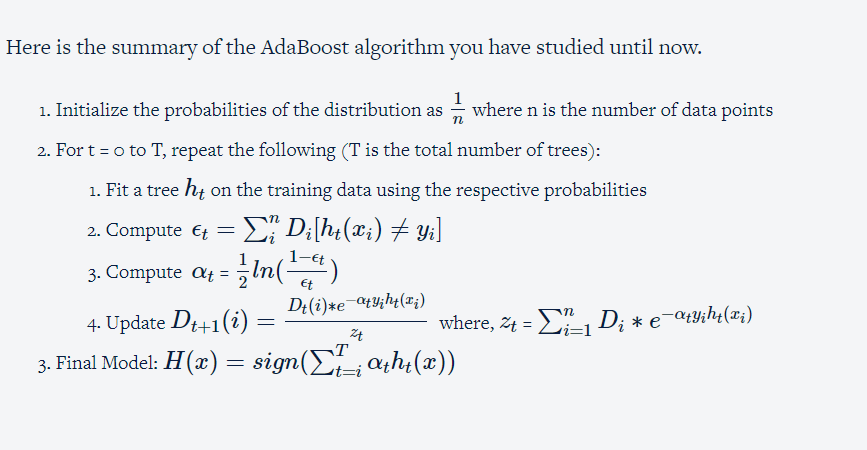 Here is the summary of the AdaBoost algorithm you have studied until now.
1. Initialize the probabilities of the distribution as $\frac{1}{n}$ where n is the number of data points
2. For t = 0 to T, repeat the following (T is the total number of trees):
1. Fit a tree $h_t$ on the training data using the respective probabilities
2. Compute $\epsilon_t = \sum_i^n D_i[h_t(x_i) \neq y_i]$
3. Compute $\alpha_t = \frac{1}{2} ln(\frac{1-\epsilon_t}{\epsilon_t})$
4. Update $D_{t+1}(i) = \frac{D_t(i)*e^{-\alpha_t y_i h_t(x_i)}}{z_t}$ where, $z_t = \sum_{i=1}^n D_i * e^{-\alpha_t y_i h_t(x_i)}$
3. Final Model: $H(x) = sign(\sum_{t=i}^T \alpha_t h_t(x))$